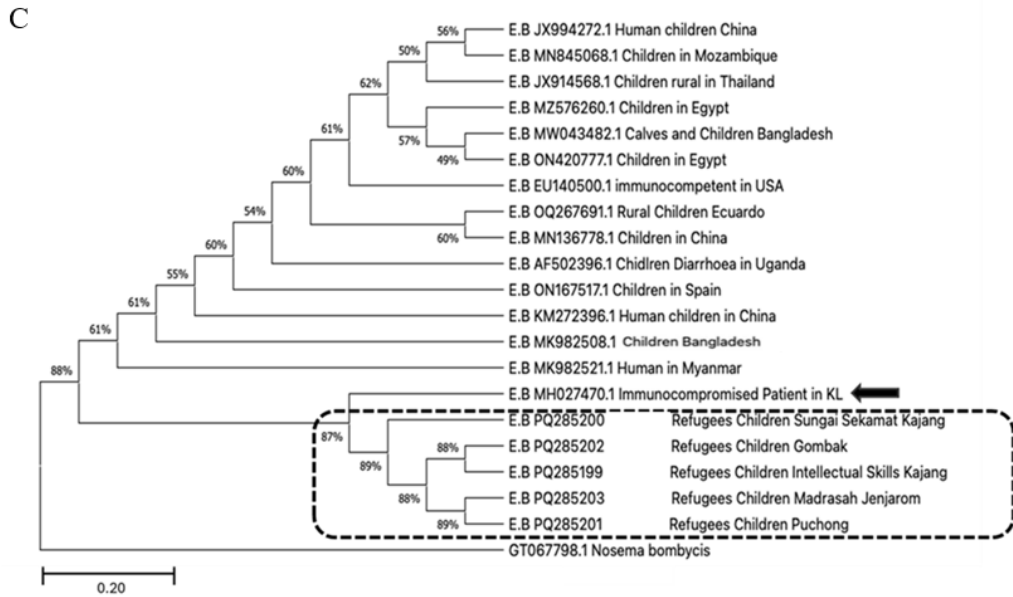 C
56%
E.B JX994272.1 Human children China
50%
E.B MN845068.1 Children in Mozambique
62%
E.B JX914568.1 Children rural in Thailand
E.B MZ576260.1 Children in Egypt
61%
57%
E.B MW043482.1 Calves and Children Bangladesh
49%
E.B ON420777.1 Children in Egypt
60%
E.B EU140500.1 immunocompetent in USA
54%
E.B OQ267691.1 Rural Children Ecuardo
60%
E.B MN136778.1 Children in China
60%
E.B AF502396.1 Chidlren Diarrhoea in Uganda
55%
E.B ON167517.1 Children in Spain
61%
E.B KM272396.1 Human children in China
61%
E.B MK982508.1 Children Bangladesh
88%
E.B MK982521.1 Human in Myanmar
E.B MH027470.1 Immunocompromised Patient in KL
87%
E.B PQ285200 Refugees Children Sungai Sekamat Kajang
88%
E.B PQ285202 Refugees Children Gombak
89%
E.B PQ285199 Refugees Children Intellectual Skills Kajang
88%
E.B PQ285203 Refugees Children Madrasah Jenjarom
89%
E.B PQ285201 Refugees Children Puchong
GT067798.1 Nosema bombycis
0.20